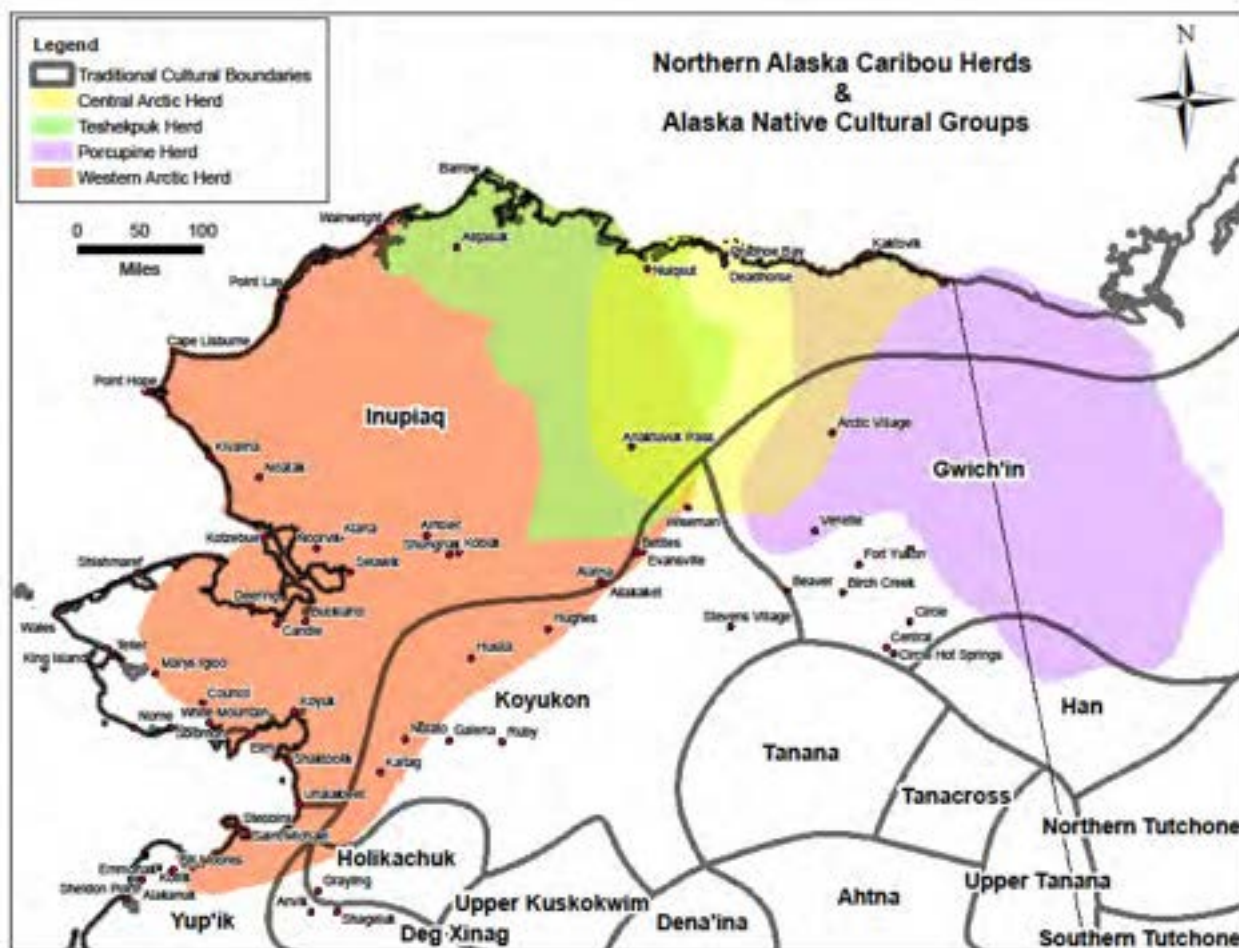 Legend
Traditional Cultural Boundaries
Central Arctic Herd
Teshekpuk Herd
Porcupine Herd
Western Arctic Herd
0 50 100
Miles
Northern Alaska Caribou Herds
&
Alaska Native Cultural Groups
N
Barrow
Wainwright
Atqasuk
Nuiqsut
Prudhoe Bay
Deadhorse
Kaktovik
Point Lay
Cape Lisburne
Point Hope
Inupiaq
Kivalina
Noatak
Anaktuvuk Pass
Arctic Village
Gwich'in
Kotzebue
Noorvik
Kiana
Ambler
Shungnak
Kobuk
Selawik
Wiseman
Bettles
Evansville
Venetie
Fort Yukon
Shishmaref
Deering
Buckland
Candle
Alatna
Allakaket
Beaver
Birch Creek
Stevens Village
Circle
Central
Circle Hot Springs
Wales
King Island
Teller
Marys Igloo
Hughes
Huslia
Koyukon
Council
White Mountain
Nome
Solomon
Koyuk
Elim
Shaktoolik
Nulato
Galena
Ruby
Kaltag
Unalakleet
Han
Tanana
Tanacross
Northern Tutchone
Stebbins
Saint Michael
Holikachuk
Emmonak
Bill Moores
Kotlik
Sheldon Point
Alakanuk
Grayling
Anvik
Shageluk
Yup'ik
Deg Xinag
Upper Kuskokwim
Dena'ina
Ahtna
Upper Tanana
Southern Tutchone